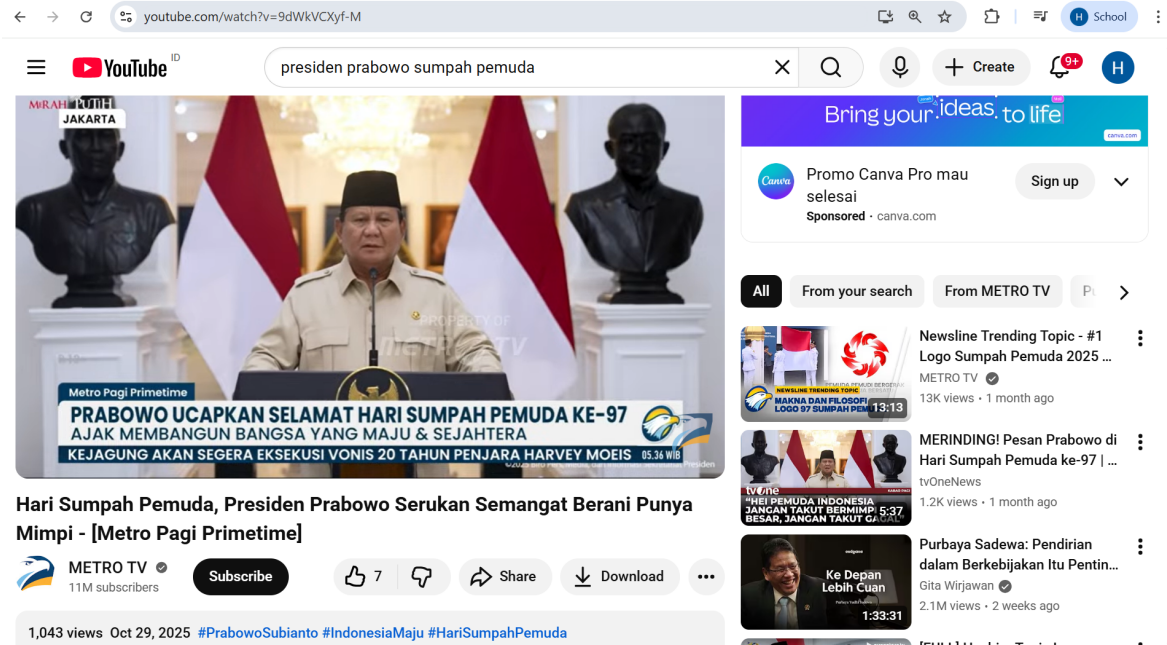 youtube.com/watch?v=9dWkVCXyf-M
H
School
YouTube
ID
presiden prabowo sumpah pemuda
Create
9+
H
MERAH PUTIH
JAKARTA
PROPERTY OF
METRO TV
Metro Pagi Primetime
PRABOWO UCAPKAN SELAMAT HARI SUMPAH PEMUDA KE-97
AJAK MEMBANGUN BANGSA YANG MAJU & SEJAHTERA
KEJAGUNG AKAN SEGERA EKSEKUSI VONIS 20 TAHUN PENJARA HARVEY MOEIS
05.36 WIB
Hari Sumpah Pemuda, Presiden Prabowo Serukan Semangat Berani Punya
Mimpi - [Metro Pagi Primetime]
METRO TV
11M subscribers
Subscribe
7
Share
Download
1,043 views Oct 29, 2025 #PrabowoSubianto #IndonesiaMaju #HariSumpahPemuda
Bring your ideas to life
canva.com
Canva
Promo Canva Pro mau
selesai
Sponsored · canva.com
Sign up
All
From your search
From METRO TV
NEWSLINE TRENDING TOPIC
MAKNA DAN FILOSOFI
LOGO 97 SUMPAH PEMU
13:13
Newsline Trending Topic - #1
Logo Sumpah Pemuda 2025 ...
METRO TV
13K views • 1 month ago
tvOne
"HEI PEMUDA INDONESIA
JANGAN TAKUT BERMIMPI
BESAR, JANGAN TAKUT GAGAL"
5:37
MERINDING! Pesan Prabowo di
Hari Sumpah Pemuda ke-97 | ...
tvOneNews
1.2K views • 1 month ago
endgame
Ke Depan
Lebih Cuan
1:33:31
Purbaya Sadewa: Pendirian
dalam Berkebijakan Itu Pentin...
Gita Wirjawan
2.1M views • 2 weeks ago